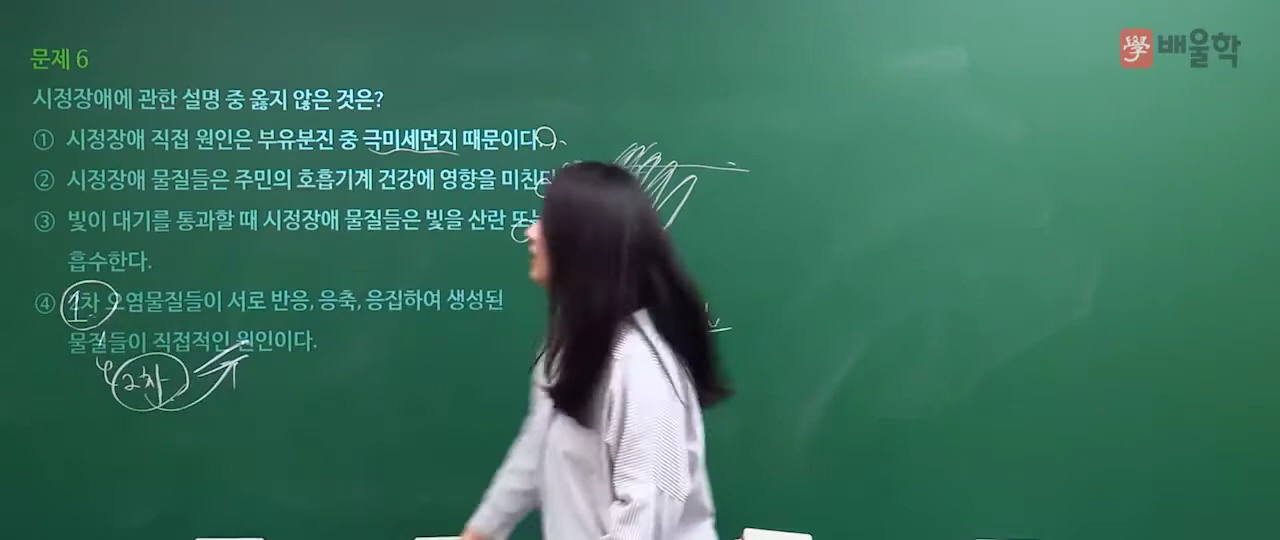 學 배울학
문제 6
시정장애에 관한 설명 중 옳지 않은 것은?
① 시정장애 직접 원인은 부유분진 중 극미세먼지 때문이다.
② 시정장애 물질들은 주민의 호흡기계 건강에 영향을 미친
③ 빛이 대기를 통과할 때 시정장애 물질들은 빛을 산란 또는
흡수한다.
④ 1차 오염물질들이 서로 반응, 응축, 응집하여 생성된
물질들이 직접적인 원인이다.
2차